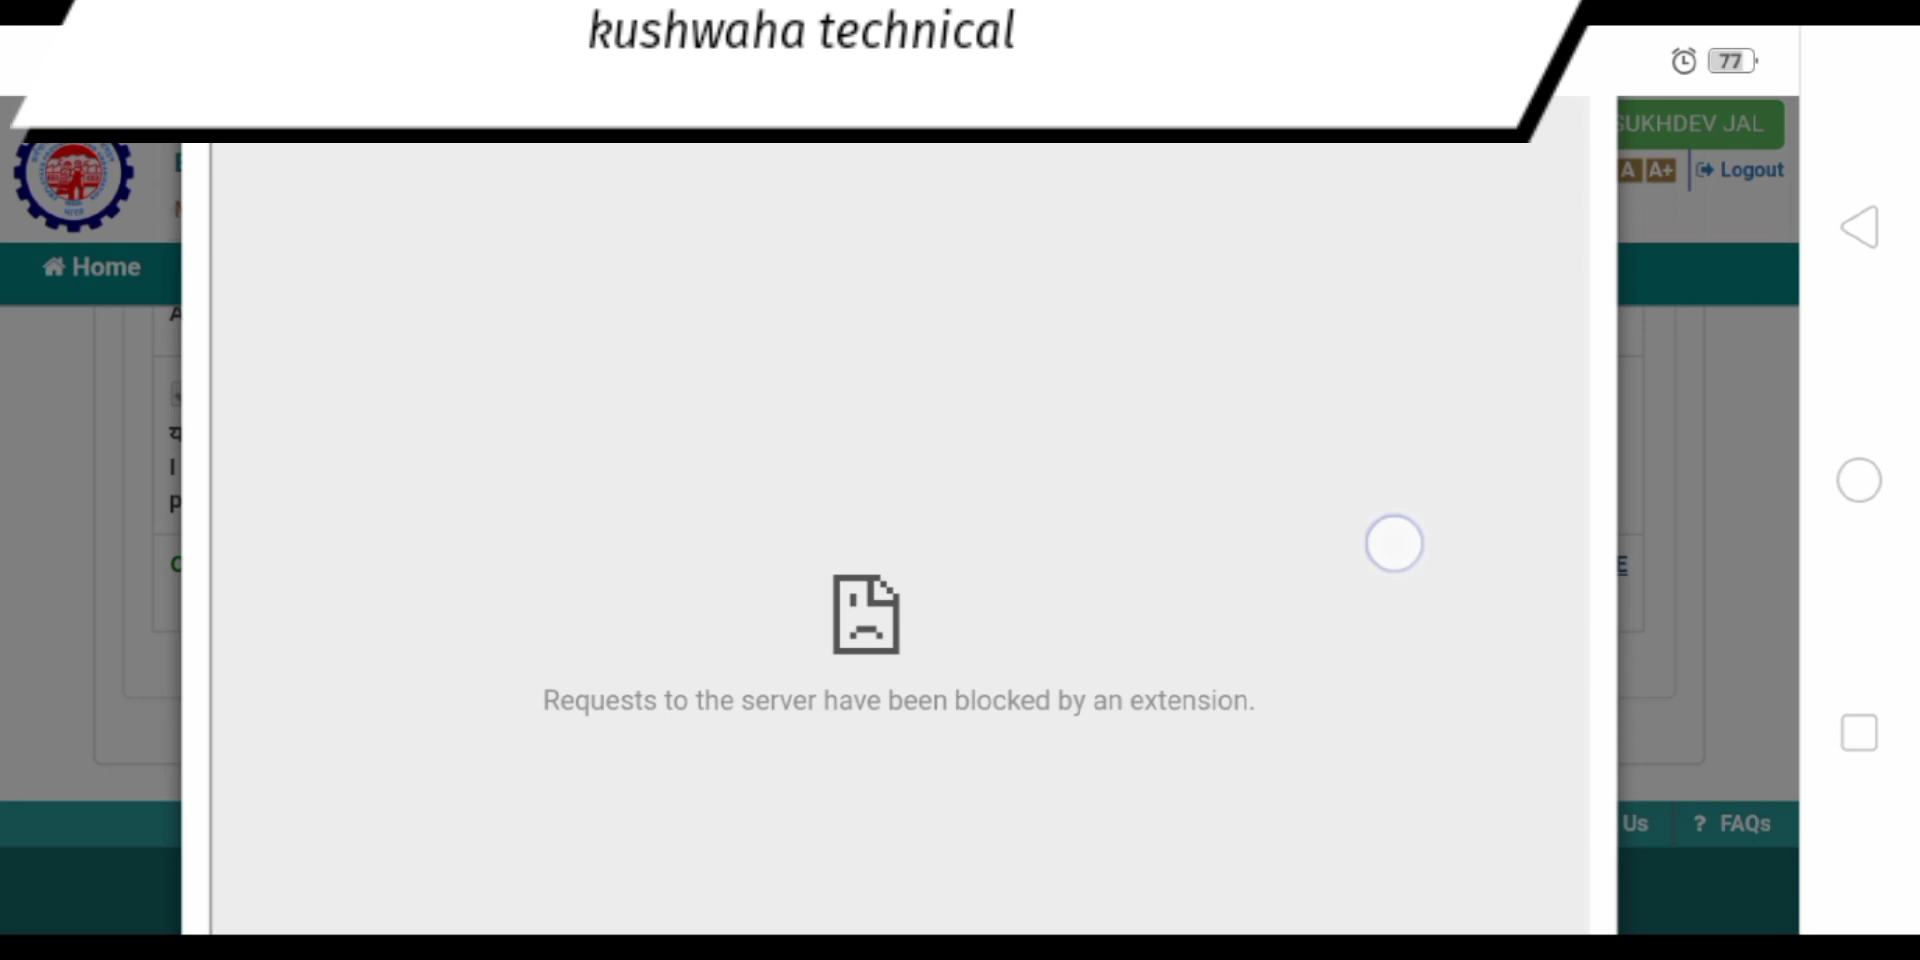 kushwaha technical
77
SUKHDEV JAL
A A+ Logout
Home
Requests to the server have been blocked by an extension.
Us ? FAQs